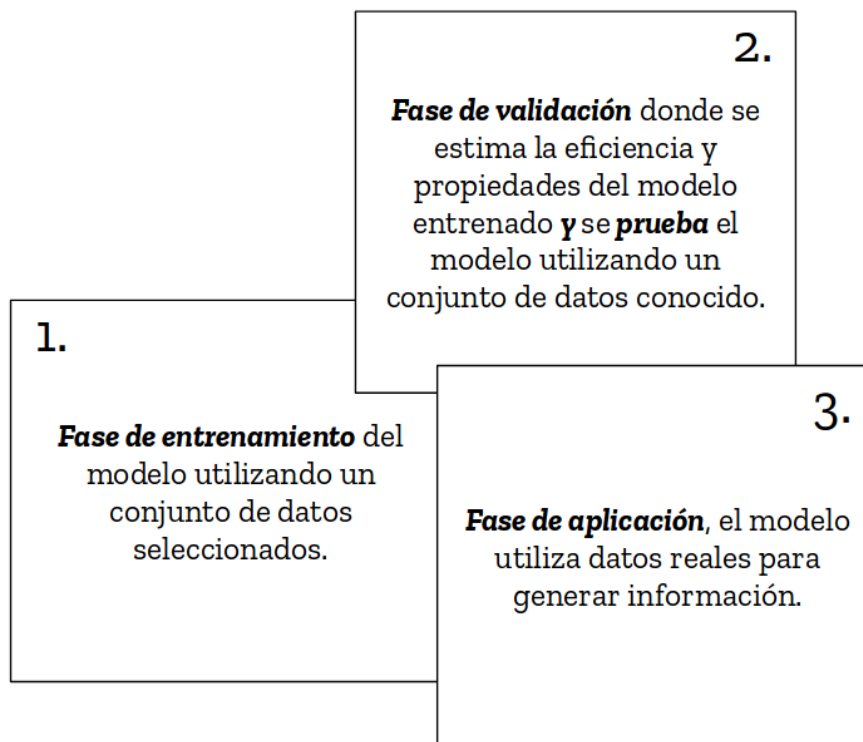 1.
Fase de entrenamiento del
modelo utilizando un
conjunto de datos
seleccionados.
2.
Fase de validación donde se
estima la eficiencia y
propiedades del modelo
entrenado y se prueba el
modelo utilizando un
conjunto de datos conocido.
3.
Fase de aplicación, el modelo
utiliza datos reales para
generar información.